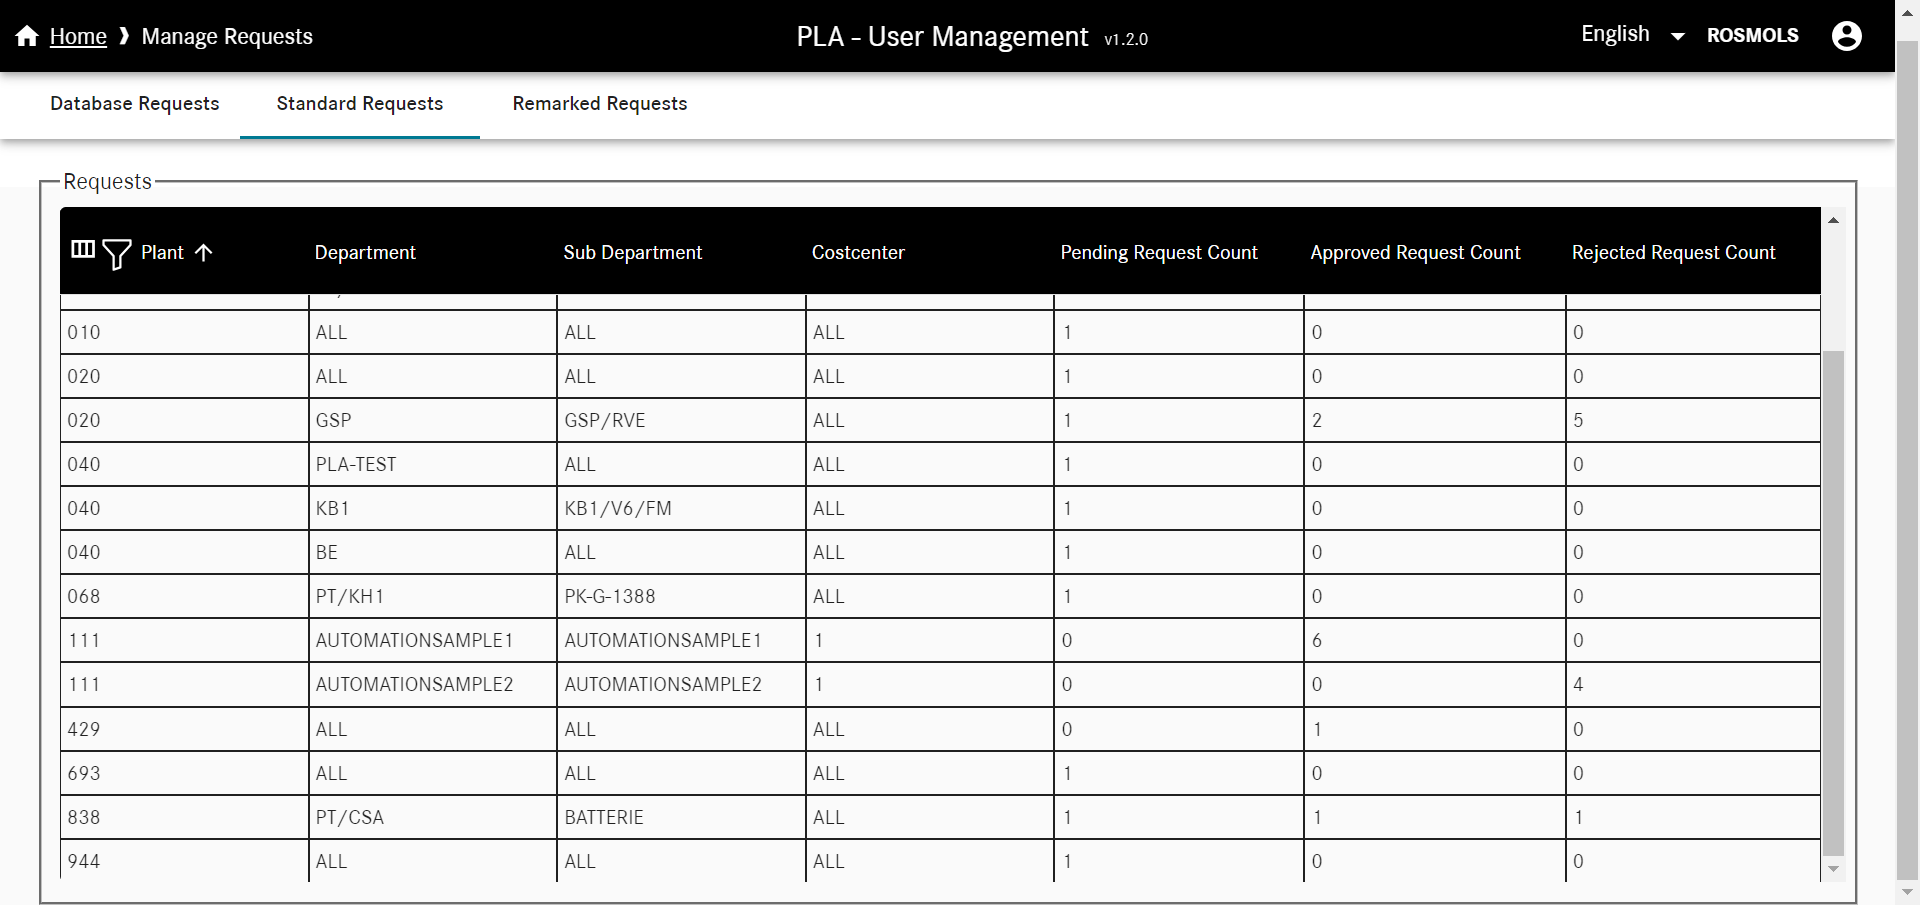 Home ❱ Manage Requests PLA - User Management v1.2.0 English ROSMOLS
Database Requests Standard Requests Remarked Requests
Requests
Plant Department Sub Department Costcenter Pending Request Count Approved Request Count Rejected Request Count
010 ALL ALL ALL 1 0 0
020 ALL ALL ALL 1 0 0
020 GSP GSP/RVE ALL 1 2 5
040 PLA-TEST ALL ALL 1 0 0
040 KB1 KB1/V6/FM ALL 1 0 0
040 BE ALL ALL 1 0 0
068 PT/KH1 PK-G-1388 ALL 1 0 0
111 AUTOMATIONSAMPLE1 AUTOMATIONSAMPLE1 1 0 6 0
111 AUTOMATIONSAMPLE2 AUTOMATIONSAMPLE2 1 0 0 4
429 ALL ALL ALL 0 1 0
693 ALL ALL ALL 1 0 0
838 PT/CSA BATTERIE ALL 1 1 1
944 ALL ALL ALL 1 0 0